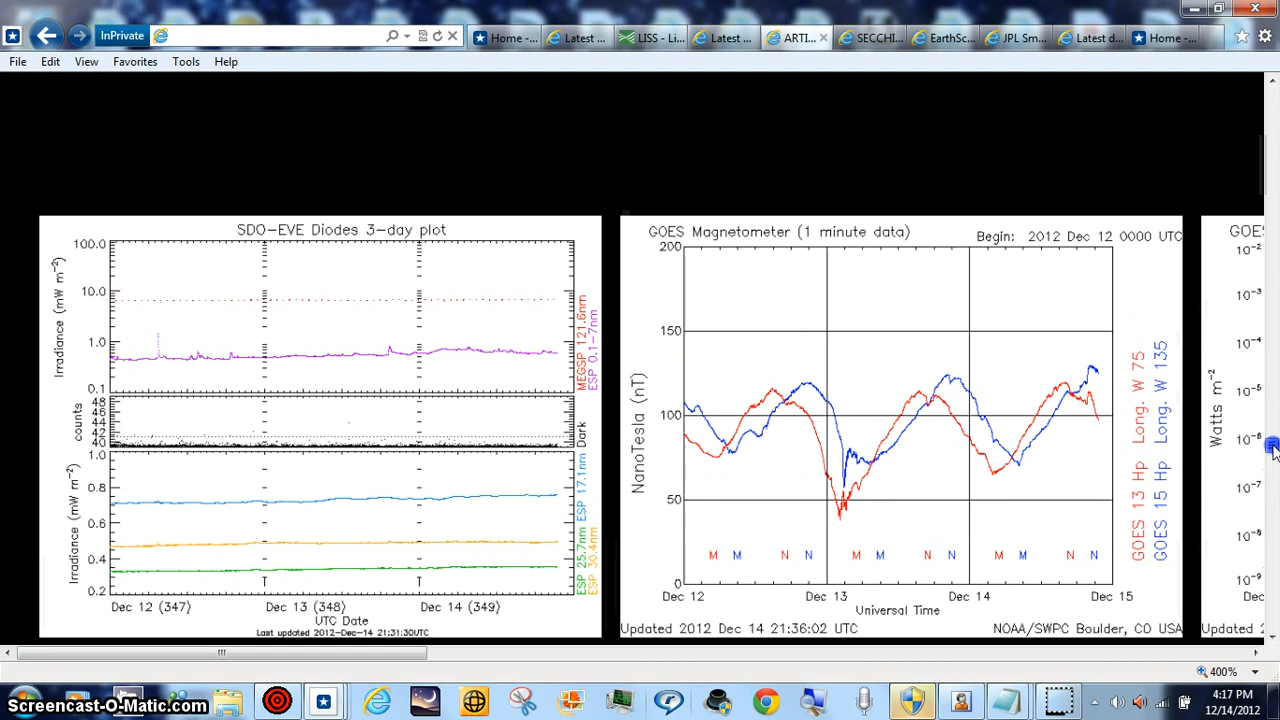 InPrivate
Home -...
Latest ...
LISS - Li...
Latest ...
ARTI...
SECCHI...
EarthSc...
JPL Sm...
Latest d...
Home -...
File Edit View Favorites Tools Help
SDO-EVE Diodes 3-day plot
100.0
10.0
1.0
0.1
Irradiance (mW m⁻²)
MEGSP 121.6nm
ESP 0.1-7nm
48
46
44
42
40
counts
Dark
1.0
0.8
0.6
0.4
0.2
Irradiance (mW m⁻²)
ESP 17.1nm
ESP 25.7nm
ESP 30.4nm
Dec 12 (347) Dec 13 (348) Dec 14 (349)
UTC Date
Last updated 2012-Dec-14 21:31:30UTC
GOES Magnetometer (1 minute data)
Begin: 2012 Dec 12 0000 UTC
200
150
100
50
0
NanoTesla (nT)
M M N N M M N N M M N N
GOES 13 Hp Long. W 75
GOES 15 Hp Long. W 135
Dec 12 Dec 13 Dec 14 Dec 15
Universal Time
Updated 2012 Dec 14 21:36:02 UTC NOAA/SWPC Boulder, CO USA
GOE
10⁻²
10⁻³
10⁻⁴
10⁻⁵
10⁻⁶
10⁻⁷
10⁻⁸
10⁻⁹
Watts m⁻²
Dec
Updated 2
400%
Screencast-O-Matic.com
4:17 PM
12/14/2012